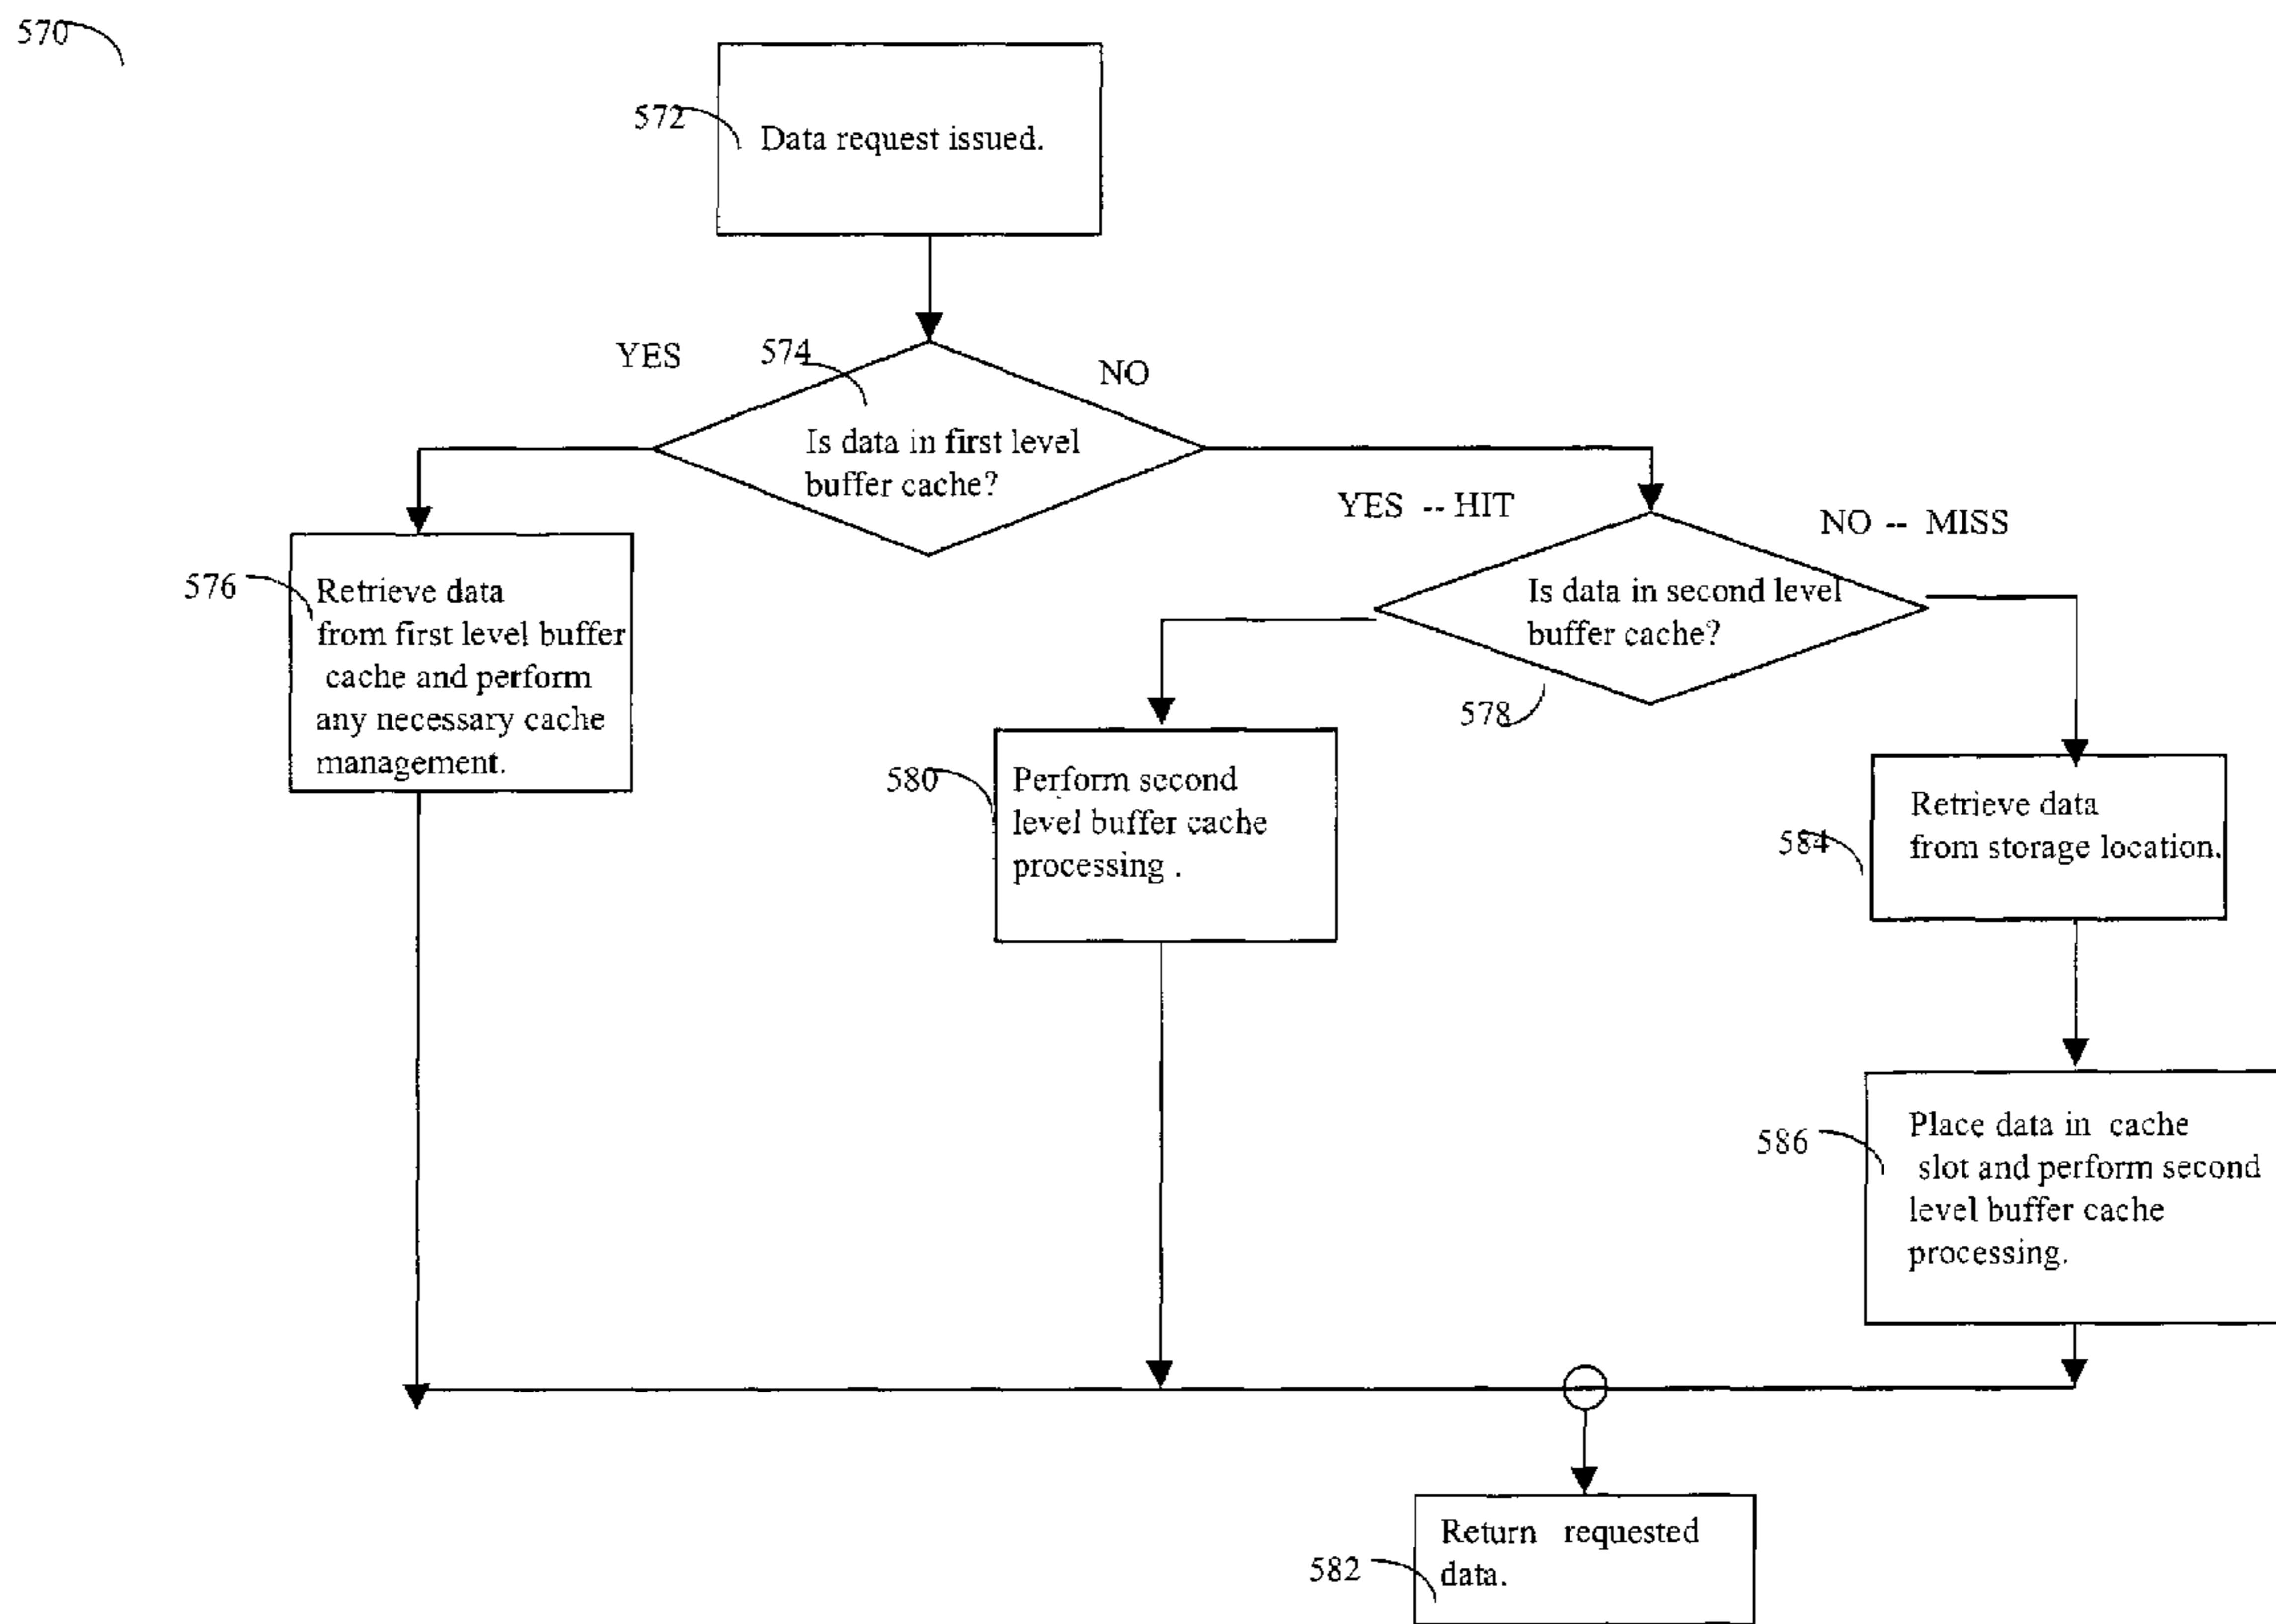 570
572
Data request issued.
YES
574
NO
Is data in first level
buffer cache?
YES -- HIT
NO -- MISS
576
Retrieve data
from first level buffer
cache and perform
any necessary cache
management.
Is data in second level
buffer cache?
578
580
Perform second
level buffer cache
processing .
584
Retrieve data
from storage location.
586
Place data in cache
slot and perform second
level buffer cache
processing.
582
Return requested
data.